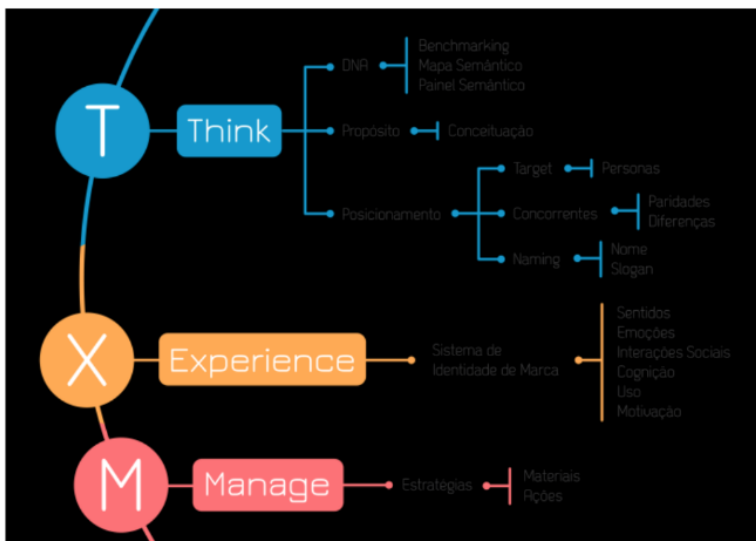 T
Think
DNA
Benchmarking
Mapa Semântico
Painel Semântico
Propósito
Conceituação
Posicionamento
Target
Personas
Concorrentes
Paridades
Diferenças
Naming
Nome
Slogan
X
Experience
Sistema de
Identidade de Marca
Sentidos
Emoções
Interações Sociais
Cognição
Uso
Motivação
M
Manage
Estratégias
Materiais
Ações